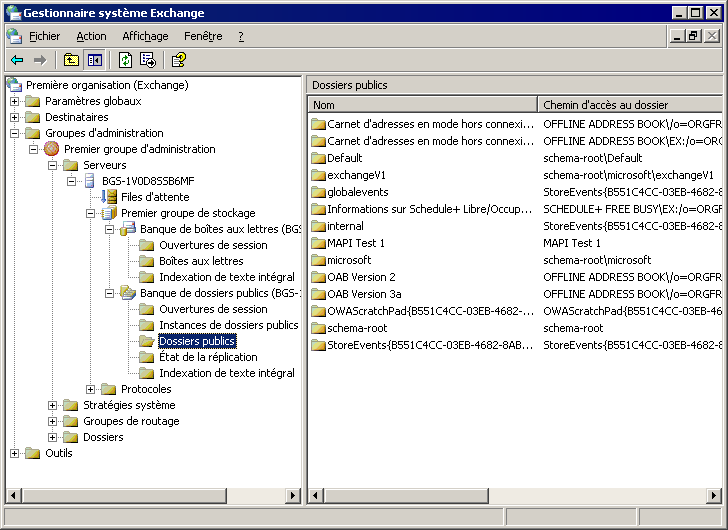 Gestionnaire système Exchange
Fichier Action Affichage Fenêtre ?
Première organisation (Exchange)
Paramètres globaux
Destinataires
Groupes d'administration
Premier groupe d'administration
Serveurs
BGS-1V0D8SSB6MF
Files d'attente
Premier groupe de stockage
Banque de boîtes aux lettres (BGS
Ouvertures de session
Boîtes aux lettres
Indexation de texte intégral
Banque de dossiers publics (BGS-
Ouvertures de session
Instances de dossiers publics
Dossiers publics
État de la réplication
Indexation de texte intégral
Protocoles
Stratégies système
Groupes de routage
Dossiers
Outils
Dossiers publics
Nom Chemin d'accès au dossier
Carnet d'adresses en mode hors connexi... OFFLINE ADDRESS BOOK\/o=ORGFR
Carnet d'adresses en mode hors connexi... OFFLINE ADDRESS BOOK\EX:/o=ORG
Default schema-root\Default
exchangeV1 schema-root\microsoft\exchangeV1
globalevents StoreEvents{B551C4CC-03EB-4682-8
Informations sur Schedule+ Libre/Occup... SCHEDULE+ FREE BUSY\EX:/o=ORGF
internal StoreEvents{B551C4CC-03EB-4682-8
MAPI Test 1 MAPI Test 1
microsoft schema-root\microsoft
OAB Version 2 OFFLINE ADDRESS BOOK\/o=ORGFR
OAB Version 3a OFFLINE ADDRESS BOOK\/o=ORGFR
OWAScratchPad{B551C4CC-03EB-4682-... OWAScratchPad{B551C4CC-03EB-468
schema-root schema-root
StoreEvents{B551C4CC-03EB-4682-8AB... StoreEvents{B551C4CC-03EB-4682-8